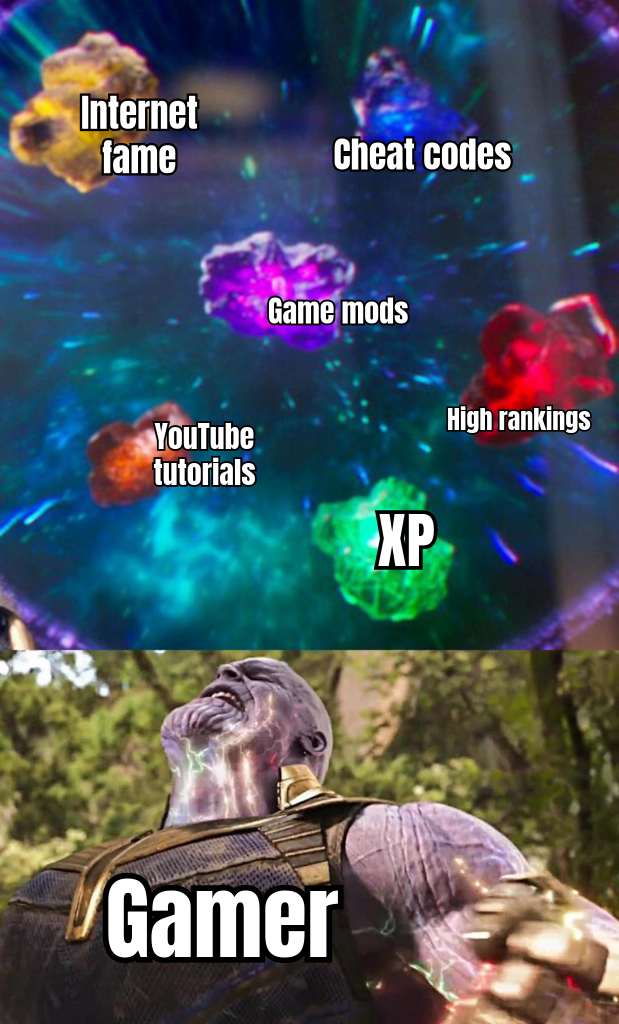 Internet
fame
Cheat codes
Game mods
High rankings
YouTube
tutorials
XP
Gamer